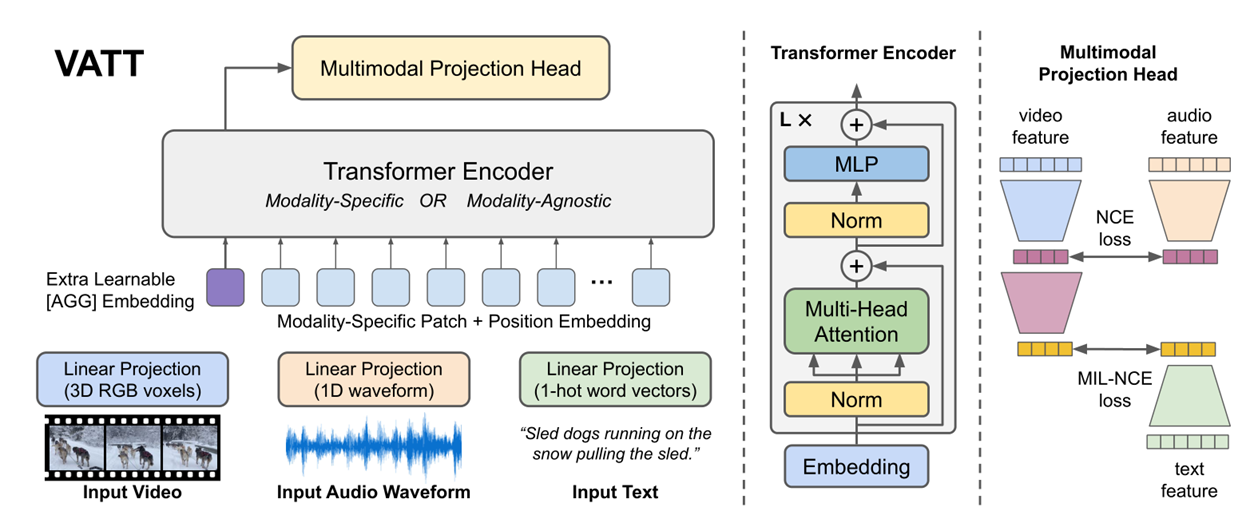 VATT
Multimodal Projection Head
Transformer Encoder
Modality-Specific OR Modality-Agnostic
Extra Learnable
[AGG] Embedding
...
Modality-Specific Patch + Position Embedding
Linear Projection
(3D RGB voxels)
Linear Projection
(1D waveform)
Linear Projection
(1-hot word vectors)
“Sled dogs running on the
snow pulling the sled.”
Input Video
Input Audio Waveform
Input Text
Transformer Encoder
L ×
+
MLP
Norm
+
Multi-Head
Attention
Norm
Embedding
Multimodal
Projection Head
video
feature
audio
feature
NCE
loss
MIL-NCE
loss
text
feature